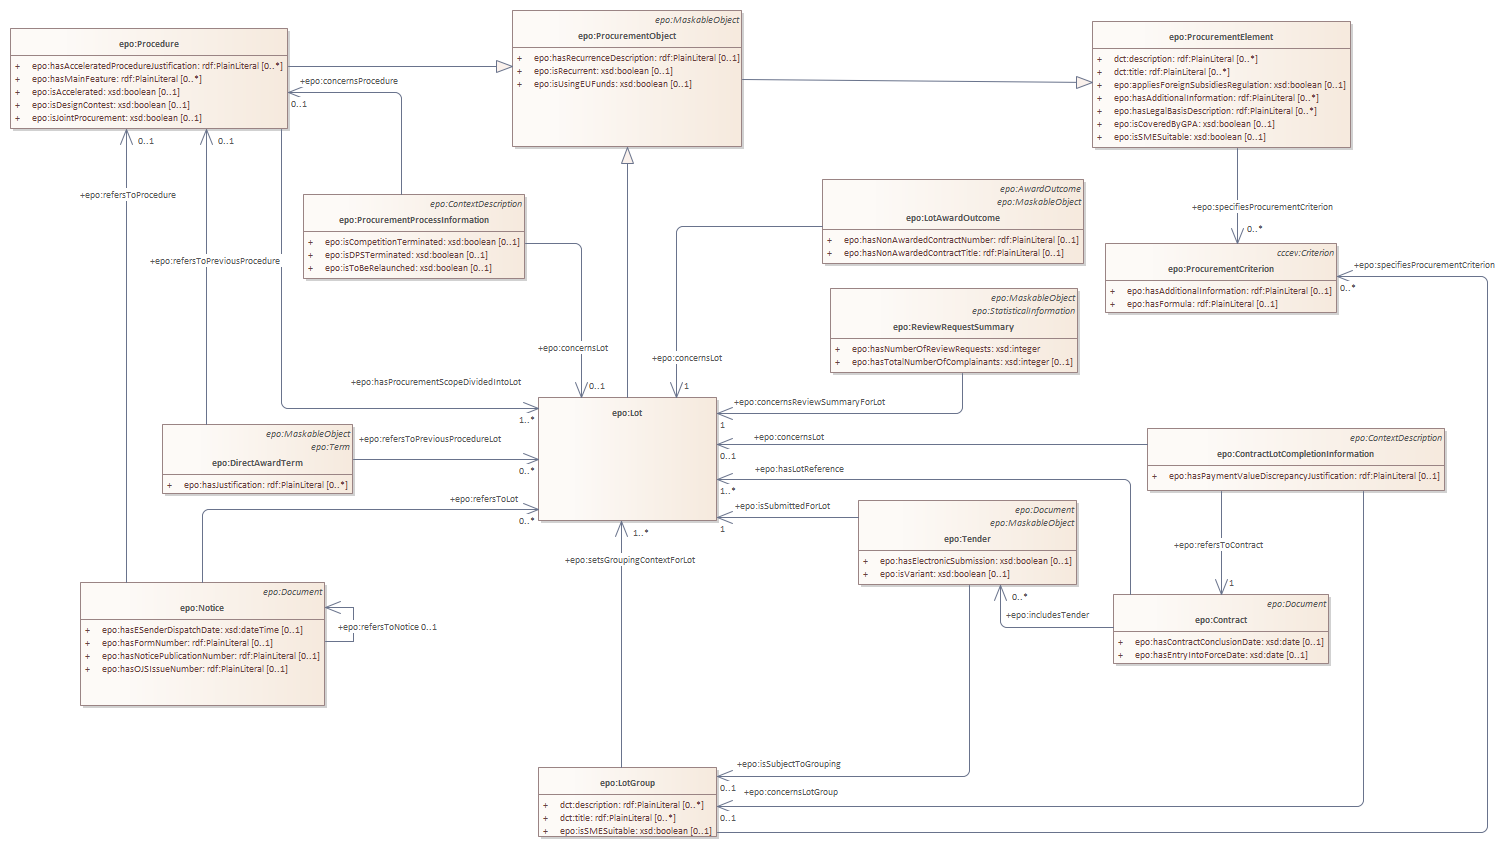 epo:Procedure
+ epo:hasAcceleratedProcedureJustification: rdf:PlainLiteral [0..*]
+ epo:hasMainFeature: rdf:PlainLiteral [0..*]
+ epo:isAccelerated: xsd:boolean [0..1]
+ epo:isDesignContest: xsd:boolean [0..1]
+ epo:isJointProcurement: xsd:boolean [0..1]
epo:MaskableObject
epo:ProcurementObject
+ epo:hasRecurrenceDescription: rdf:PlainLiteral [0..1]
+ epo:isRecurrent: xsd:boolean [0..1]
+ epo:isUsingEUFunds: xsd:boolean [0..1]
epo:ProcurementElement
+ dct:description: rdf:PlainLiteral [0..*]
+ dct:title: rdf:PlainLiteral [0..*]
+ epo:appliesForeignSubsidiesRegulation: xsd:boolean [0..1]
+ epo:hasAdditionalInformation: rdf:PlainLiteral [0..*]
+ epo:hasLegalBasisDescription: rdf:PlainLiteral [0..*]
+ epo:isCoveredByGPA: xsd:boolean [0..1]
+ epo:isSMESuitable: xsd:boolean [0..1]
+epo:concernsProcedure
0..1
0..1
0..1
+epo:refersToProcedure
+epo:refersToPreviousProcedure
epo:ContextDescription
epo:ProcurementProcessInformation
+ epo:isCompetitionTerminated: xsd:boolean [0..1]
+ epo:isDPSTerminated: xsd:boolean [0..1]
+ epo:isToBeRelaunched: xsd:boolean [0..1]
epo:AwardOutcome
epo:MaskableObject
epo:LotAwardOutcome
+ epo:hasNonAwardedContractNumber: rdf:PlainLiteral [0..1]
+ epo:hasNonAwardedContractTitle: rdf:PlainLiteral [0..1]
+epo:specifiesProcurementCriterion
0..*
cccev:Criterion
epo:ProcurementCriterion
+ epo:hasAdditionalInformation: rdf:PlainLiteral [0..1]
+ epo:hasFormula: rdf:PlainLiteral [0..1]
+epo:specifiesProcurementCriterion
0..*
epo:MaskableObject
epo:StatisticalInformation
epo:ReviewRequestSummary
+ epo:hasNumberOfReviewRequests: xsd:integer
+ epo:hasTotalNumberOfComplainants: xsd:integer [0..1]
+epo:concernsLot
0..1
+epo:concernsLot
1
+epo:hasProcurementScopeDividedIntoLot
1..*
epo:Lot
+epo:concernsReviewSummaryForLot
1
+epo:concernsLot
0..1
+epo:hasLotReference
1..*
+epo:isSubmittedForLot
1
epo:MaskableObject
epo:Term
epo:DirectAwardTerm
+ epo:hasJustification: rdf:PlainLiteral [0..*]
+epo:refersToPreviousProcedureLot
0..*
+epo:refersToLot
0..*
epo:ContextDescription
epo:ContractLotCompletionInformation
+ epo:hasPaymentValueDiscrepancyJustification: rdf:PlainLiteral [0..1]
epo:Document
epo:MaskableObject
epo:Tender
+ epo:hasElectronicSubmission: xsd:boolean [0..1]
+ epo:isVariant: xsd:boolean [0..1]
+epo:refersToContract
1
1..*
+epo:setsGroupingContextForLot
epo:Document
epo:Notice
+ epo:hasESenderDispatchDate: xsd:dateTime [0..1]
+ epo:hasFormNumber: rdf:PlainLiteral [0..1]
+ epo:hasNoticePublicationNumber: rdf:PlainLiteral [0..1]
+ epo:hasOJSIssueNumber: rdf:PlainLiteral [0..1]
+epo:refersToNotice 0..1
0..*
+epo:includesTender
epo:Document
epo:Contract
+ epo:hasContractConclusionDate: xsd:date [0..1]
+ epo:hasEntryIntoForceDate: xsd:date [0..1]
+epo:isSubjectToGrouping
0..1
+epo:concernsLotGroup
0..1
epo:LotGroup
+ dct:description: rdf:PlainLiteral [0..*]
+ dct:title: rdf:PlainLiteral [0..*]
+ epo:isSMESuitable: xsd:boolean [0..1]